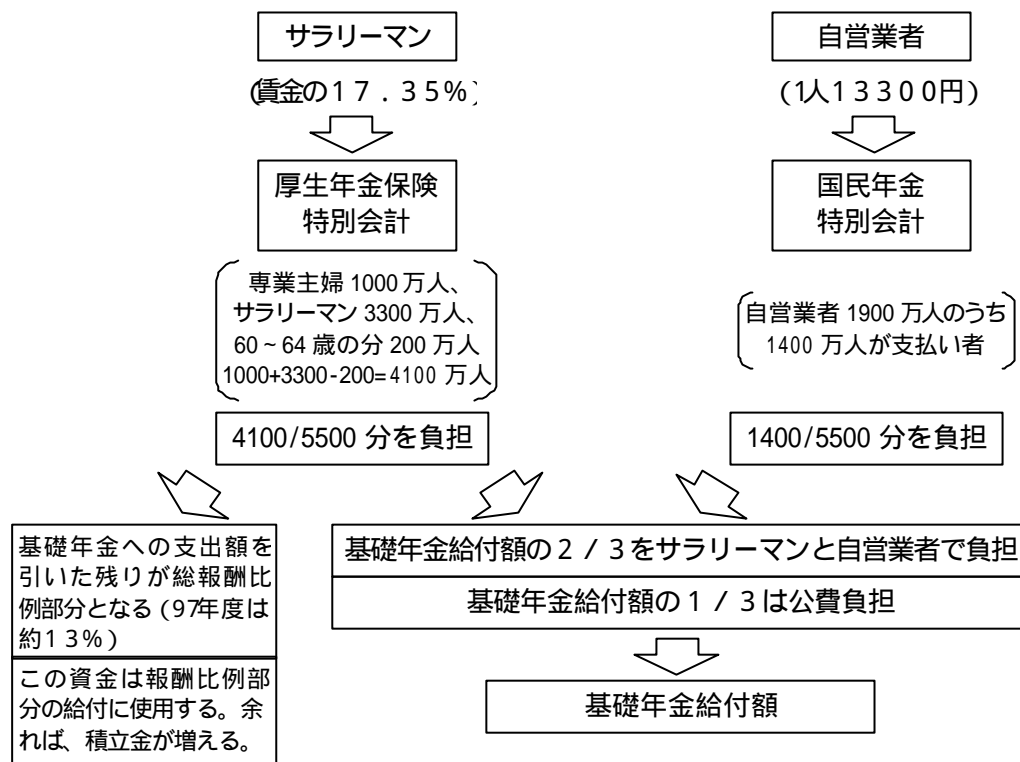 サラリーマン
自営業者
(賃金の17.35%)
(1人13300円)
厚生年金保険
特別会計
国民年金
特別会計
専業主婦 1000 万人、
サラリーマン 3300 万人、
60~64 歳の分 200 万人
1000+3300-200=4100 万人
自営業者 1900 万人のうち
1400 万人が支払い者
4100/5500 分を負担
1400/5500 分を負担
基礎年金への支出額を
引いた残りが総報酬比
例部分となる(97年度は
約13%)
この資金は報酬比例部
分の給付に使用する。余
れば、積立金が増える。
基礎年金給付額の2/3をサラリーマンと自営業者で負担
基礎年金給付額の1/3は公費負担
基礎年金給付額